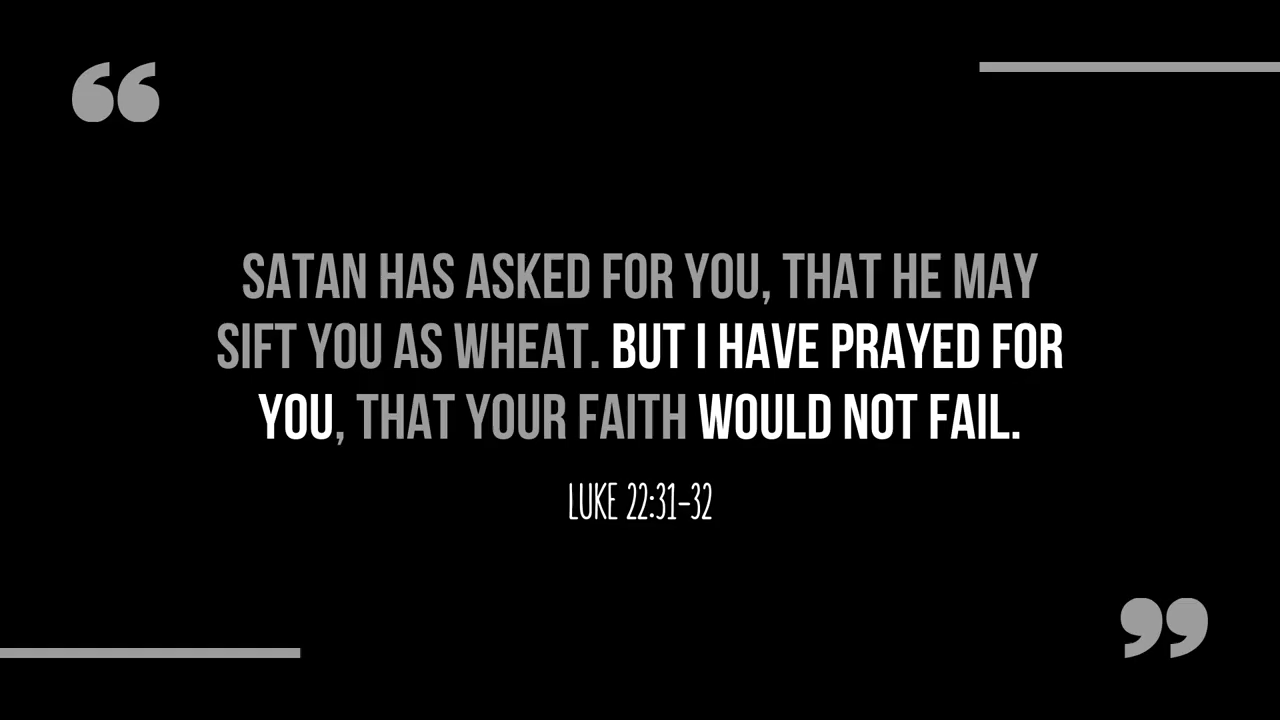 “
SATAN HAS ASKED FOR YOU, THAT HE MAY
SIFT YOU AS WHEAT. BUT I HAVE PRAYED FOR
YOU, THAT YOUR FAITH WOULD NOT FAIL.
LUKE 22:31-32
”